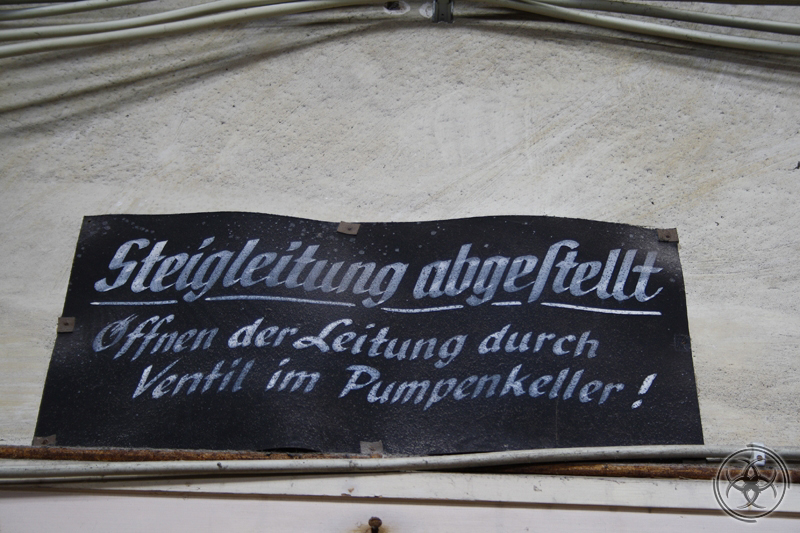 Steigleitung abgeſtellt
Öffnen der Leitung durch
Ventil im Pumpenkeller!